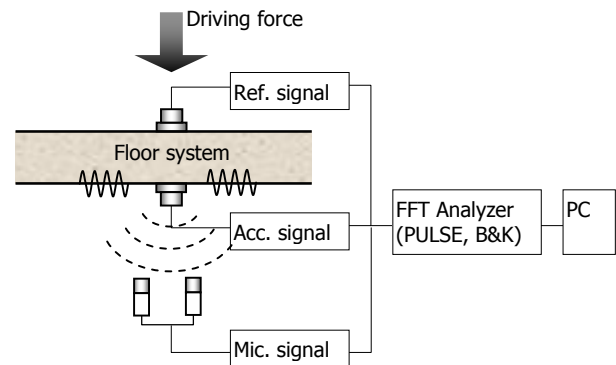 Driving force
Ref. signal
Floor system
Acc. signal
FFT Analyzer
(PULSE, B&K)
PC
Mic. signal